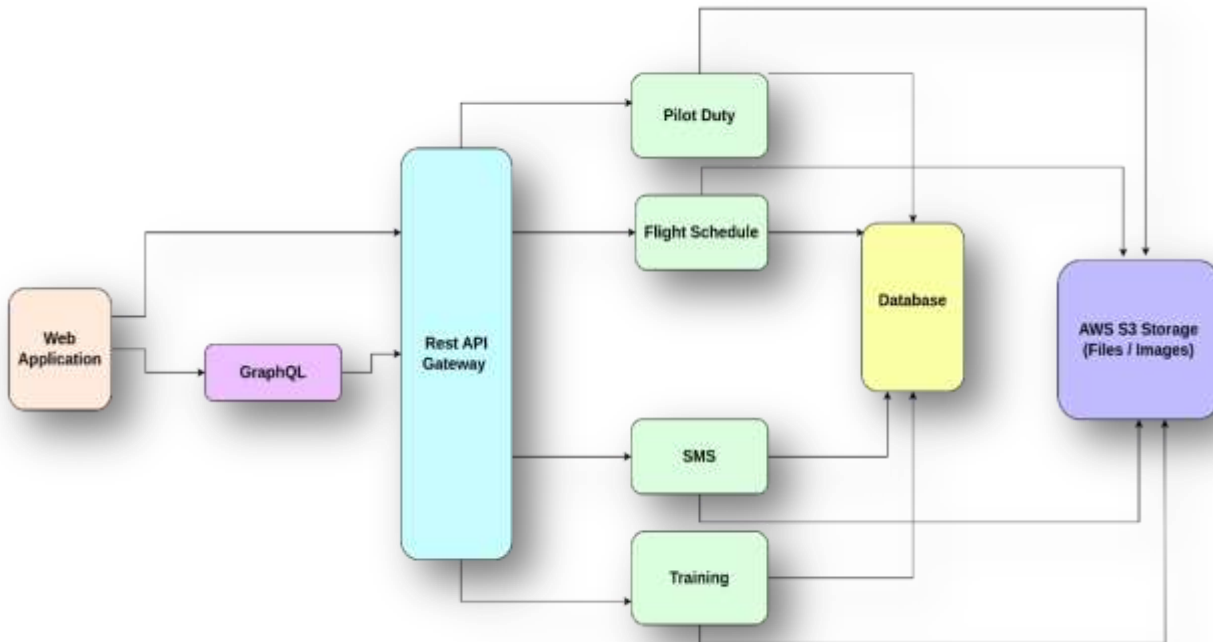 Pilot Duty
Flight Schedule
Database
Web
Application
GraphQL
Rest API
Gateway
AWS S3 Storage
(Files / Images)
SMS
Training